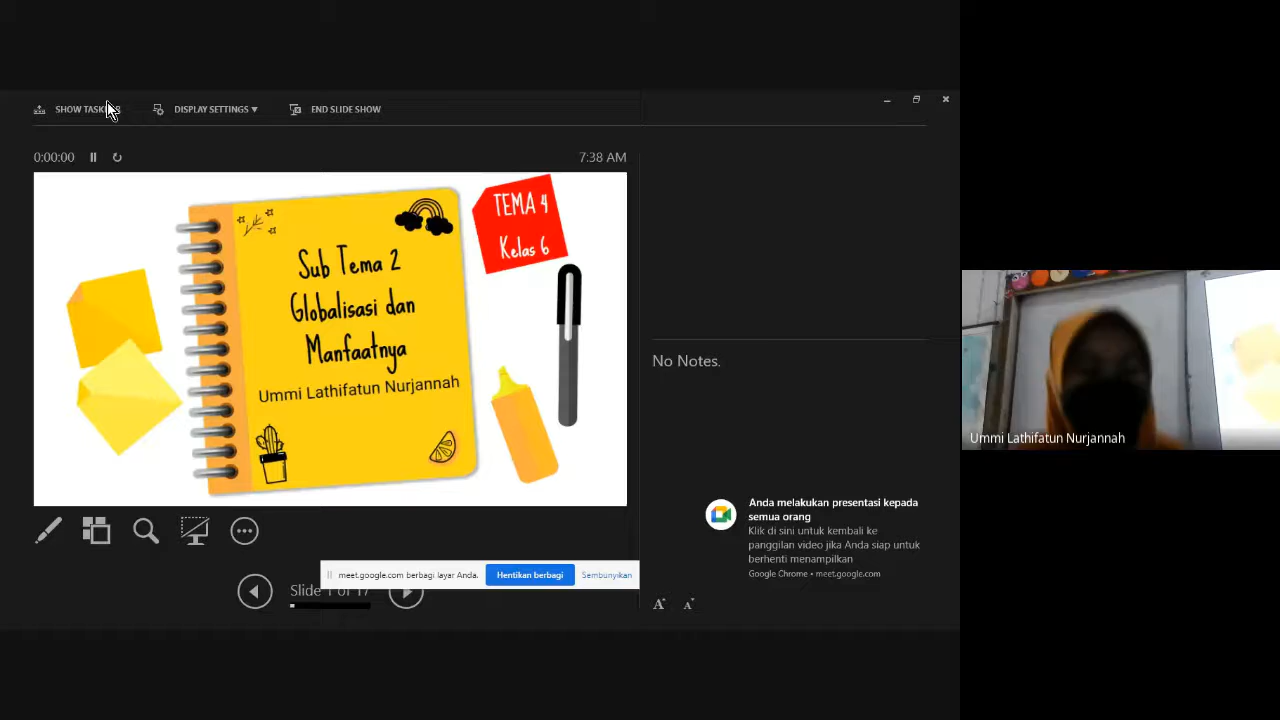 SHOW TASKBAR
DISPLAY SETTINGS
END SLIDE SHOW
0:00:00
7:38 AM
TEMA 4
Kelas 6
Sub Tema 2
Globalisasi dan
Manfaatnya
Ummi Lathifatun Nurjannah
No Notes.
Ummi Lathifatun Nurjannah
Anda melakukan presentasi kepada
semua orang
Klik di sini untuk kembali ke
panggilan video jika Anda siap untuk
berhenti menampilkan
Google Chrome • meet.google.com
meet.google.com berbagi layar Anda.
Hentikan berbagi
Sembunyikan
Slide 1 of 17
A A